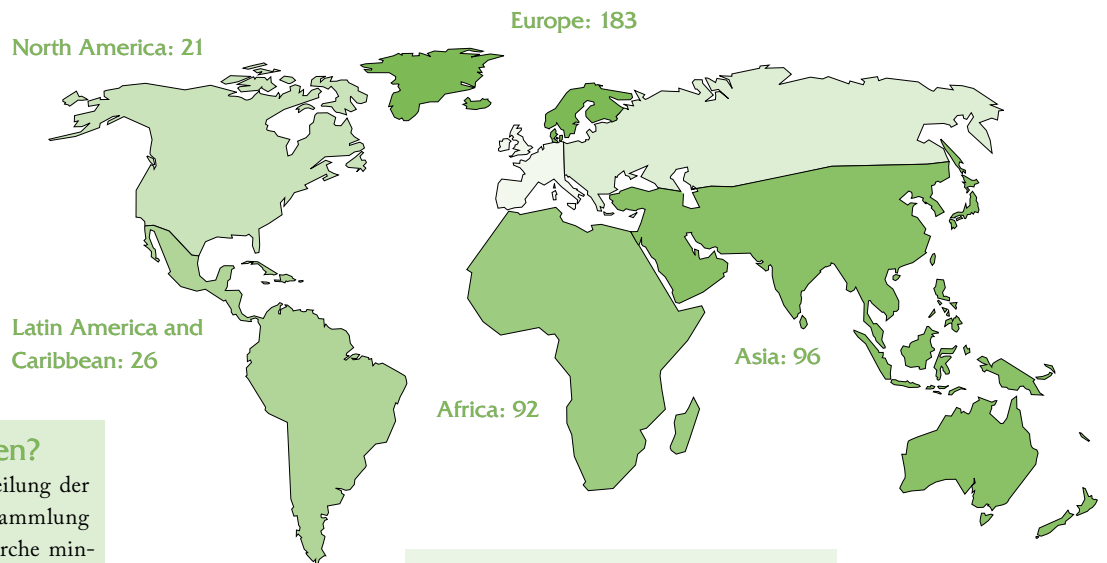 Europe: 183
North America: 21
Latin America and
Caribbean: 26
Asia: 96
Africa: 92
en?
eilung der
ammlung
rche min-